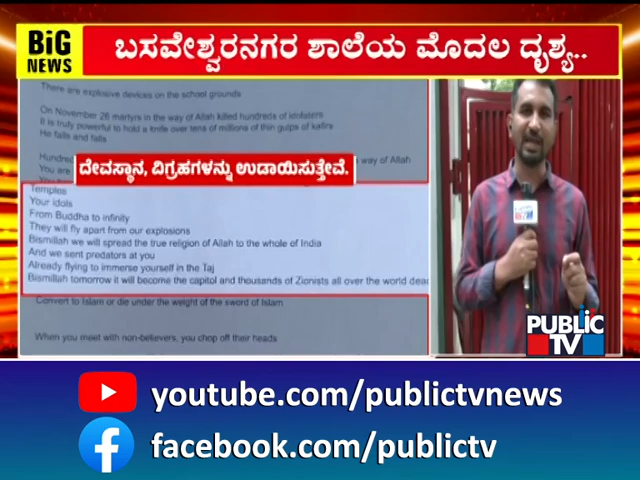 BiG
NEWS
ಬಸವೇಶ್ವರನಗರ ಶಾಲೆಯ ಮೊದಲ ದೃಶ್ಯ..
There are explosive devices on the school grounds
On November 26 martyrs in the way of Allah killed hundreds of idolaters
It is truly powerful to hold a knife over tens of millions of thin gulps of kafirs
He falls and falls
Hundred
way of Allah
You are
ದೇವಸ್ಥಾನ, ವಿಗ್ರಹಗಳನ್ನು ಉಡಾಯಿಸುತ್ತೇವೆ.
Temples
Your idols
From Buddha to infinity
They will fly apart from our explosions
Bismillah we will spread the true religion of Allah to the whole of India
And we sent predators at you
Already flying to immerse yourself in the Taj
Bismillah tomorrow it will become the capitol and thousands of Zionists all over the world dead
Convert to Islam or die under the weight of the sword of Islam
When you meet with non-believers, you chop off their heads
PUBLIC
TV
youtube.com/publictvnews
facebook.com/publictv